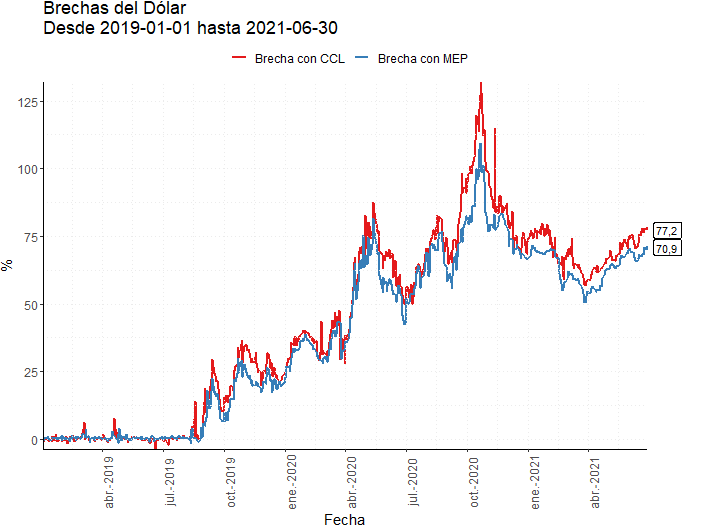 Brechas del Dólar
Desde 2019-01-01 hasta 2021-06-30
Brecha con CCL
Brecha con MEP
125
100
75
50
25
0
%
77,2
70,9
abr.-2019
jul.-2019
oct.-2019
ene.-2020
abr.-2020
jul.-2020
oct.-2020
ene.-2021
abr.-2021
Fecha